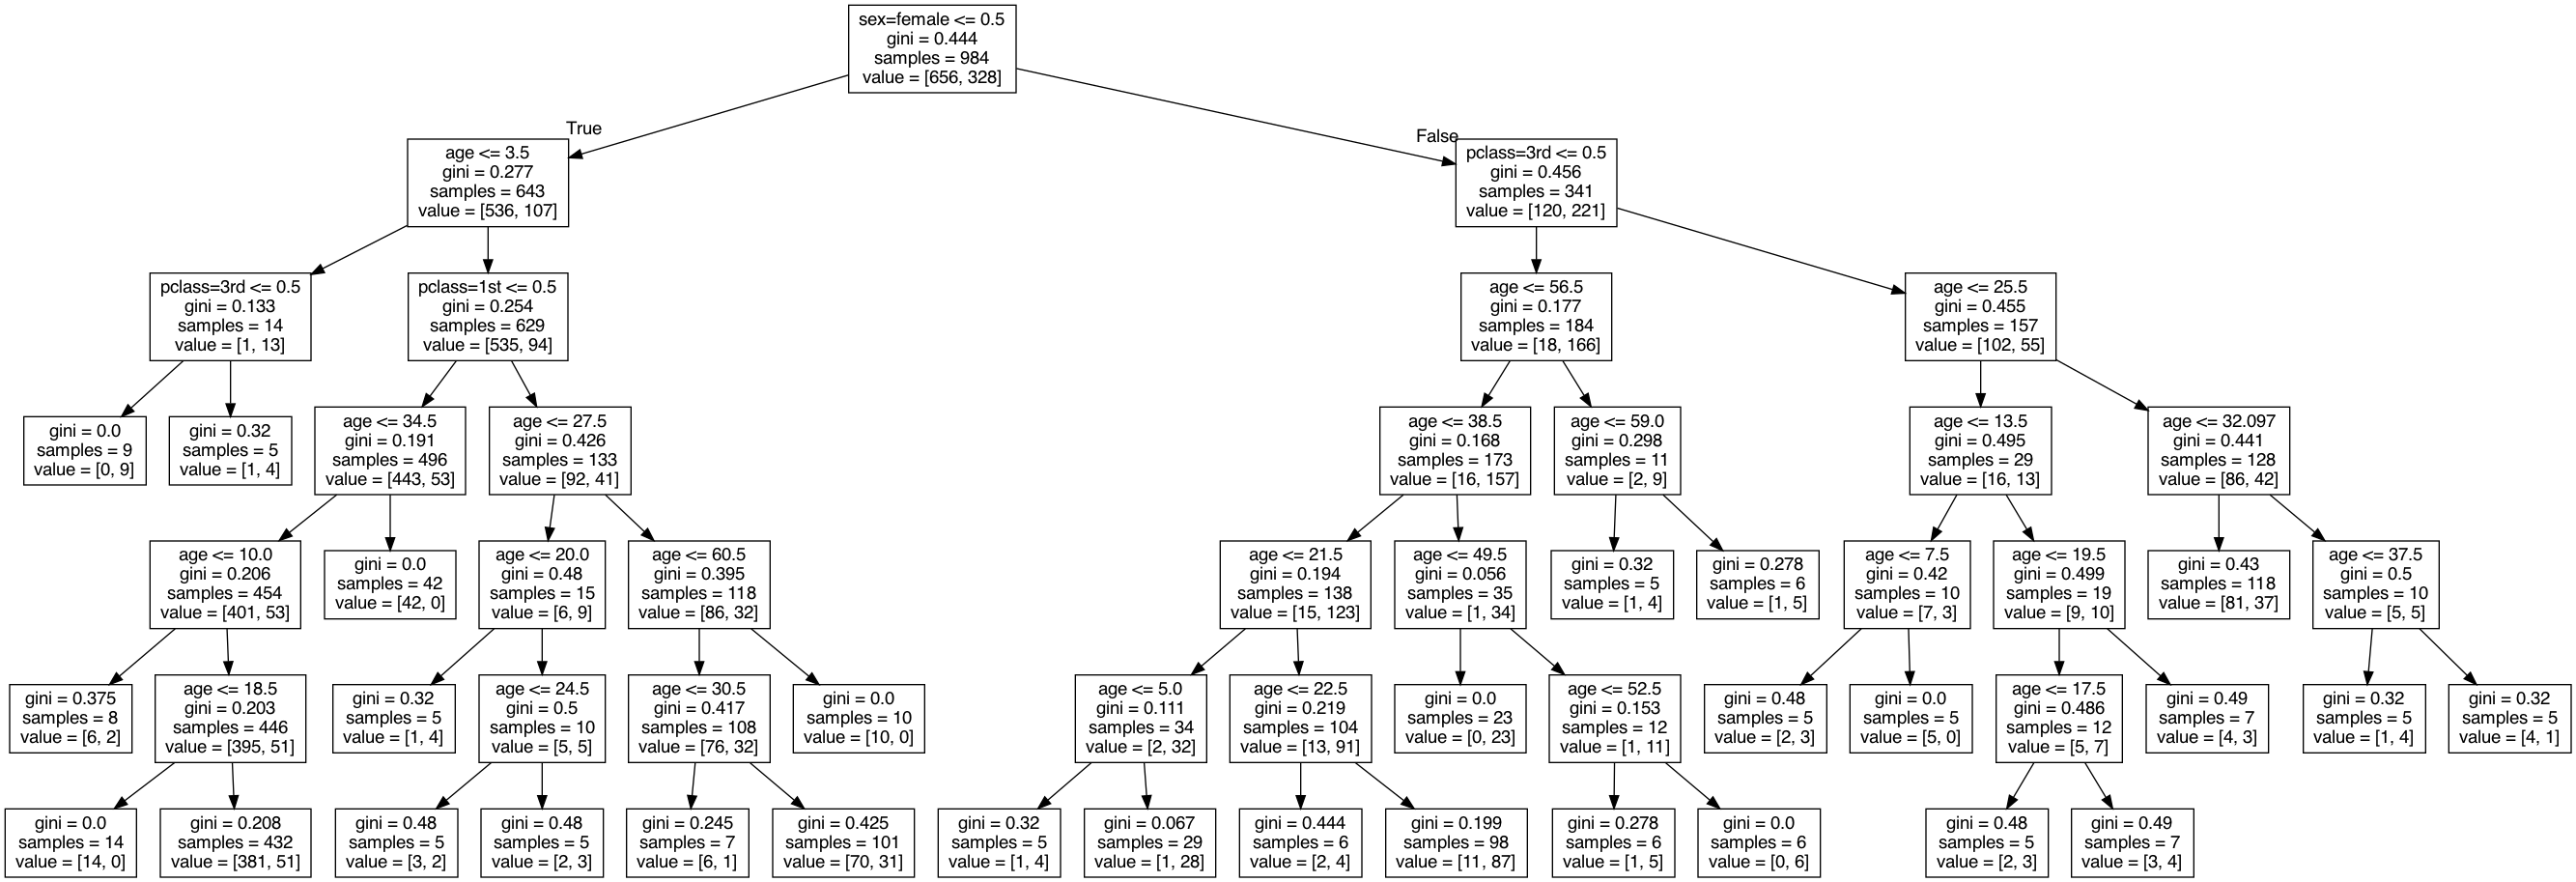 sex=female <= 0.5
gini = 0.444
samples = 984
value = [656, 328]
True
False
age <= 3.5
gini = 0.277
samples = 643
value = [536, 107]
pclass=3rd <= 0.5
gini = 0.456
samples = 341
value = [120, 221]
pclass=3rd <= 0.5
gini = 0.133
samples = 14
value = [1, 13]
pclass=1st <= 0.5
gini = 0.254
samples = 629
value = [535, 94]
age <= 56.5
gini = 0.177
samples = 184
value = [18, 166]
age <= 25.5
gini = 0.455
samples = 157
value = [102, 55]
gini = 0.0
samples = 9
value = [0, 9]
gini = 0.32
samples = 5
value = [1, 4]
age <= 34.5
gini = 0.191
samples = 496
value = [443, 53]
age <= 27.5
gini = 0.426
samples = 133
value = [92, 41]
age <= 38.5
gini = 0.168
samples = 173
value = [16, 157]
age <= 59.0
gini = 0.298
samples = 11
value = [2, 9]
age <= 13.5
gini = 0.495
samples = 29
value = [16, 13]
age <= 32.097
gini = 0.441
samples = 128
value = [86, 42]
age <= 10.0
gini = 0.206
samples = 454
value = [401, 53]
gini = 0.0
samples = 42
value = [42, 0]
age <= 20.0
gini = 0.48
samples = 15
value = [6, 9]
age <= 60.5
gini = 0.395
samples = 118
value = [86, 32]
age <= 21.5
gini = 0.194
samples = 138
value = [15, 123]
age <= 49.5
gini = 0.056
samples = 35
value = [1, 34]
gini = 0.32
samples = 5
value = [1, 4]
gini = 0.278
samples = 6
value = [1, 5]
age <= 7.5
gini = 0.42
samples = 10
value = [7, 3]
age <= 19.5
gini = 0.499
samples = 19
value = [9, 10]
gini = 0.43
samples = 118
value = [81, 37]
age <= 37.5
gini = 0.5
samples = 10
value = [5, 5]
gini = 0.375
samples = 8
value = [6, 2]
age <= 18.5
gini = 0.203
samples = 446
value = [395, 51]
gini = 0.32
samples = 5
value = [1, 4]
age <= 24.5
gini = 0.5
samples = 10
value = [5, 5]
age <= 30.5
gini = 0.417
samples = 108
value = [76, 32]
gini = 0.0
samples = 10
value = [10, 0]
age <= 5.0
gini = 0.111
samples = 34
value = [2, 32]
age <= 22.5
gini = 0.219
samples = 104
value = [13, 91]
gini = 0.0
samples = 23
value = [0, 23]
age <= 52.5
gini = 0.153
samples = 12
value = [1, 11]
gini = 0.48
samples = 5
value = [2, 3]
gini = 0.0
samples = 5
value = [5, 0]
age <= 17.5
gini = 0.486
samples = 12
value = [5, 7]
gini = 0.49
samples = 7
value = [4, 3]
gini = 0.32
samples = 5
value = [1, 4]
gini = 0.32
samples = 5
value = [4, 1]
gini = 0.0
samples = 14
value = [14, 0]
gini = 0.208
samples = 432
value = [381, 51]
gini = 0.48
samples = 5
value = [3, 2]
gini = 0.48
samples = 5
value = [2, 3]
gini = 0.245
samples = 7
value = [6, 1]
gini = 0.425
samples = 101
value = [70, 31]
gini = 0.32
samples = 5
value = [1, 4]
gini = 0.067
samples = 29
value = [1, 28]
gini = 0.444
samples = 6
value = [2, 4]
gini = 0.199
samples = 98
value = [11, 87]
gini = 0.278
samples = 6
value = [1, 5]
gini = 0.0
samples = 6
value = [0, 6]
gini = 0.48
samples = 5
value = [2, 3]
gini = 0.49
samples = 7
value = [3, 4]